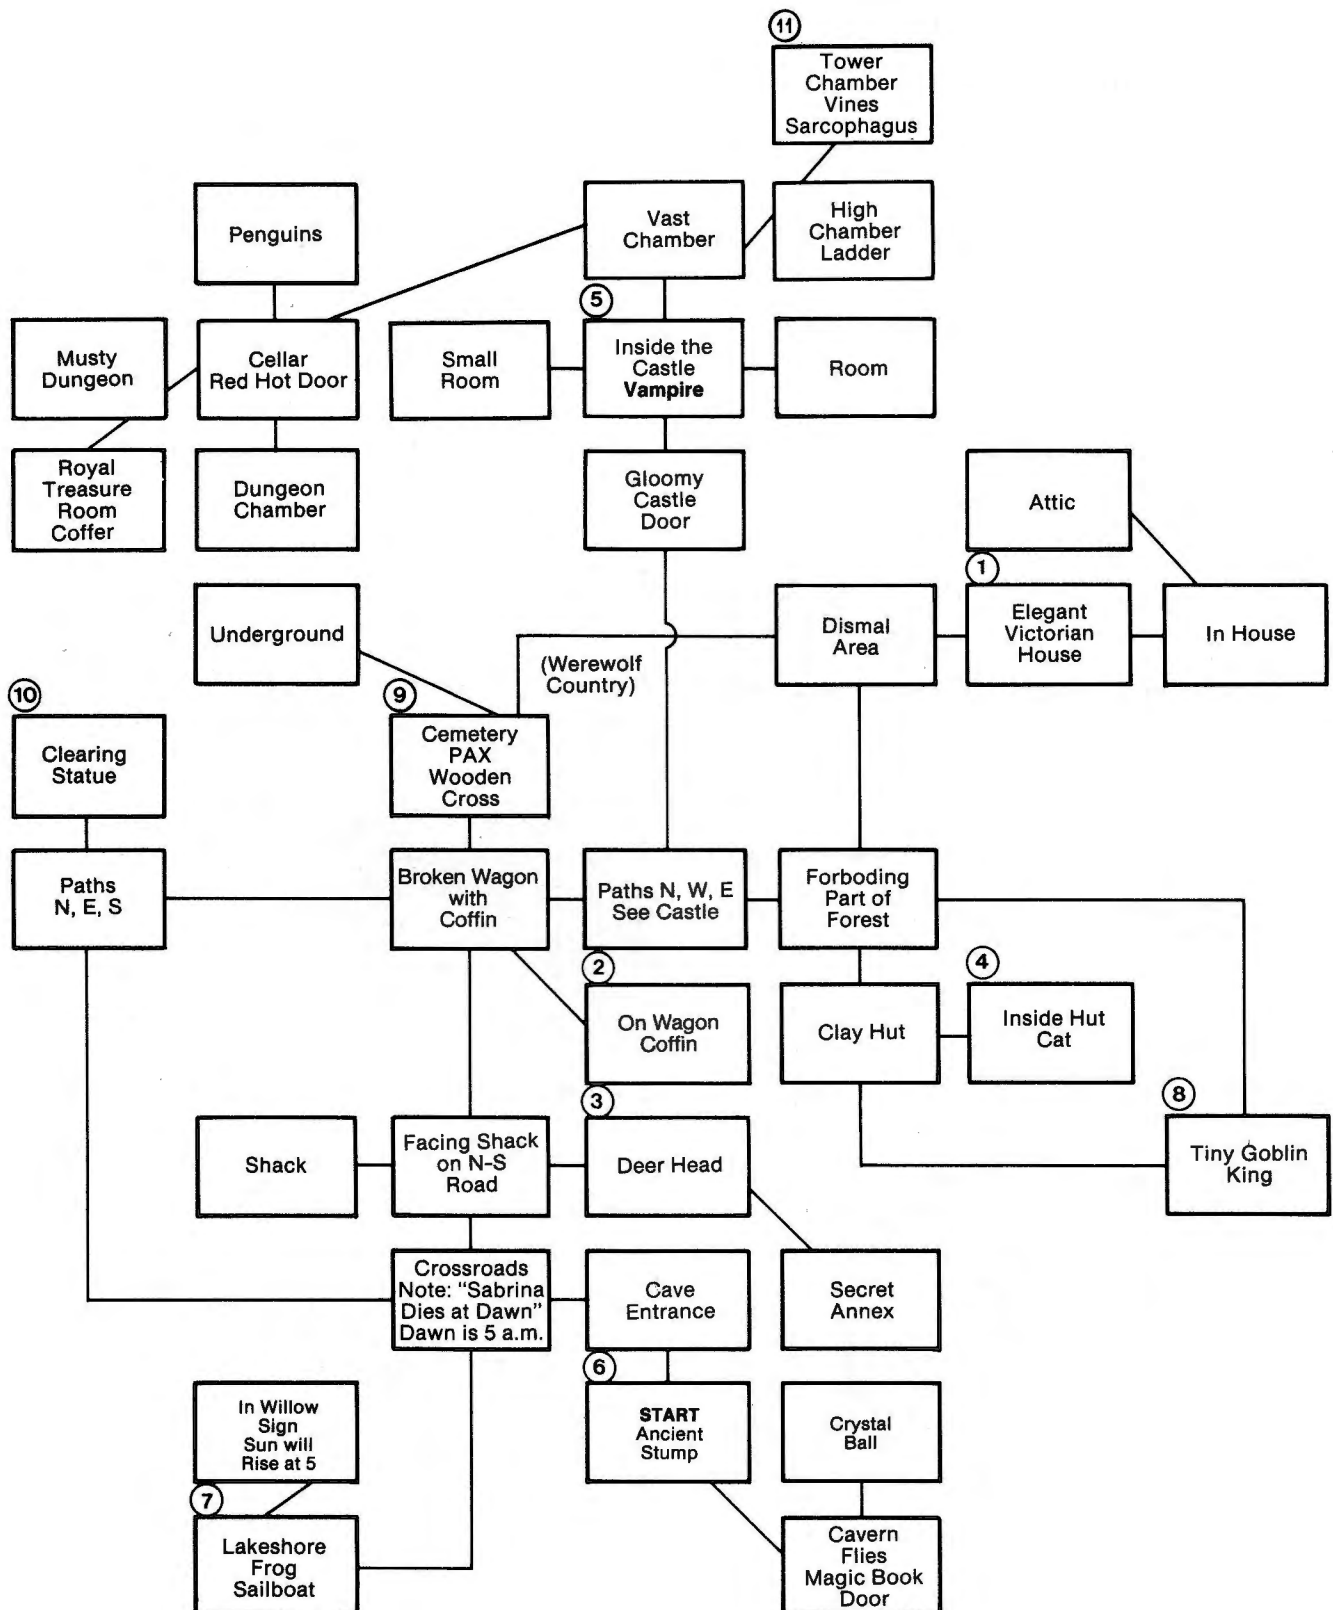 11
Tower
Chamber
Vines
Sarcophagus
Penguins
Vast
Chamber
High
Chamber
Ladder
5
Musty
Dungeon
Cellar
Red Hot Door
Small
Room
Inside the
Castle
Vampire
Room
Royal
Treasure
Room
Coffer
Dungeon
Chamber
Gloomy
Castle
Door
Attic
1
Underground
Dismal
Area
Elegant
Victorian
House
In House
(Werewolf
Country)
10
9
Clearing
Statue
Cemetery
PAX
Wooden
Cross
Paths
N, E, S
Broken Wagon
with
Coffin
Paths N, W, E
See Castle
Forboding
Part of
Forest
2
4
On Wagon
Coffin
Clay Hut
Inside Hut
Cat
3
8
Shack
Facing Shack
on N-S
Road
Deer Head
Tiny Goblin
King
Crossroads
Note: "Sabrina
Dies at Dawn"
Dawn is 5 a.m.
Cave
Entrance
Secret
Annex
6
In Willow
Sign
Sun will
Rise at 5
START
Ancient
Stump
Crystal
Ball
7
Lakeshore
Frog
Sailboat
Cavern
Flies
Magic Book
Door